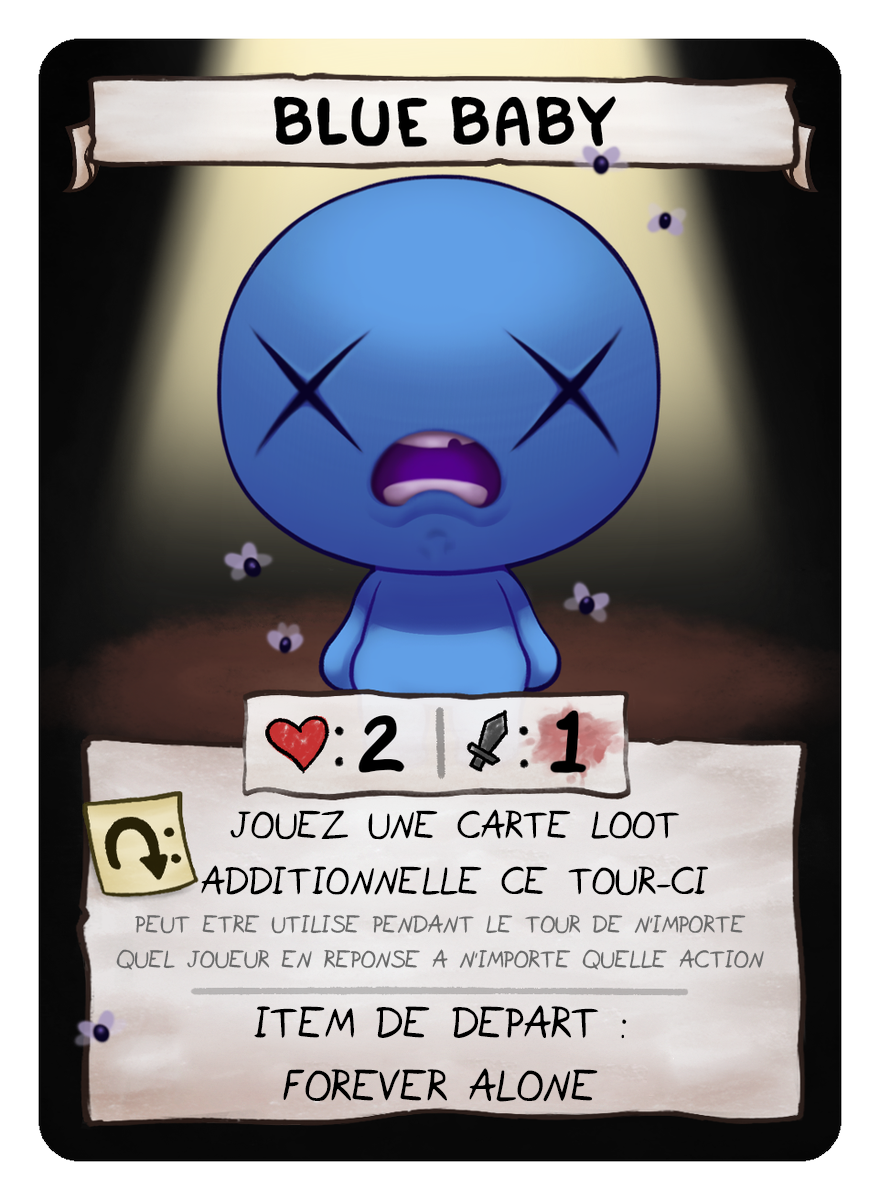 BLUE BABY
: 2 | : 1
JOUEZ UNE CARTE LOOT
ADDITIONNELLE CE TOUR-CI
PEUT ETRE UTILISE PENDANT LE TOUR DE N'IMPORTE
QUEL JOUEUR EN REPONSE A N'IMPORTE QUELLE ACTION
ITEM DE DEPART :
FOREVER ALONE